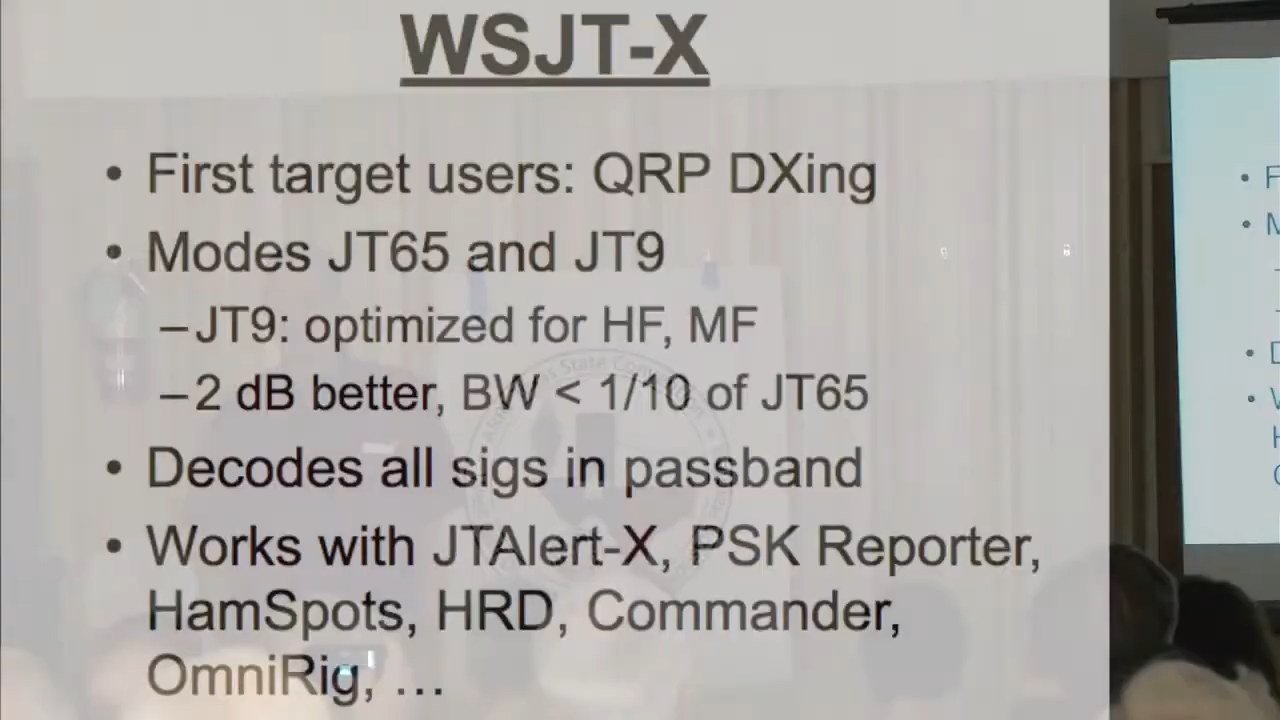 WSJT-X
• First target users: QRP DXing
• Modes JT65 and JT9
–JT9: optimized for HF, MF
–2 dB better, BW < 1/10 of JT65
• Decodes all sigs in passband
• Works with JTAlert-X, PSK Reporter,
HamSpots, HRD, Commander,
OmniRig, …